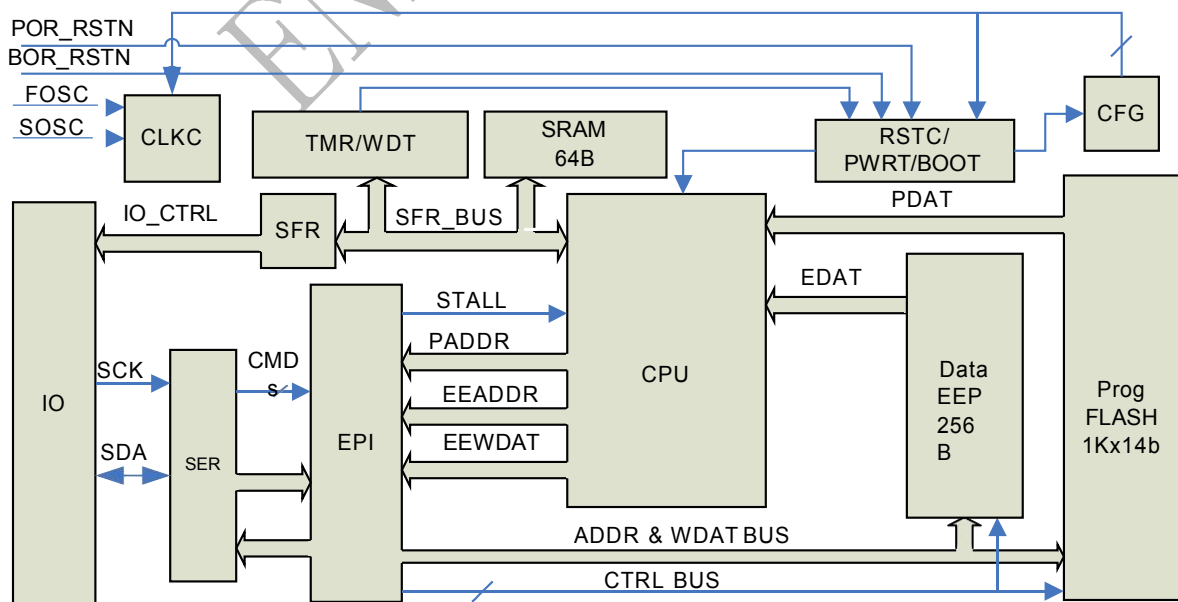 POR_RSTN
BOR_RSTN
FOSC
SOSC
CLKC
TMR/WDT
SRAM
64B
RSTC/
PWRT/BOOT
CFG
IO_CTRL
SFR
SFR_BUS
PDAT
EDAT
STALL
PADDR
EEADDR
EEWDAT
CPU
Data
EEP
256
B
Prog
FLASH
1Kx14b
IO
SCK
SDA
SER
CMD
s
EPI
ADDR & WDAT BUS
CTRL BUS